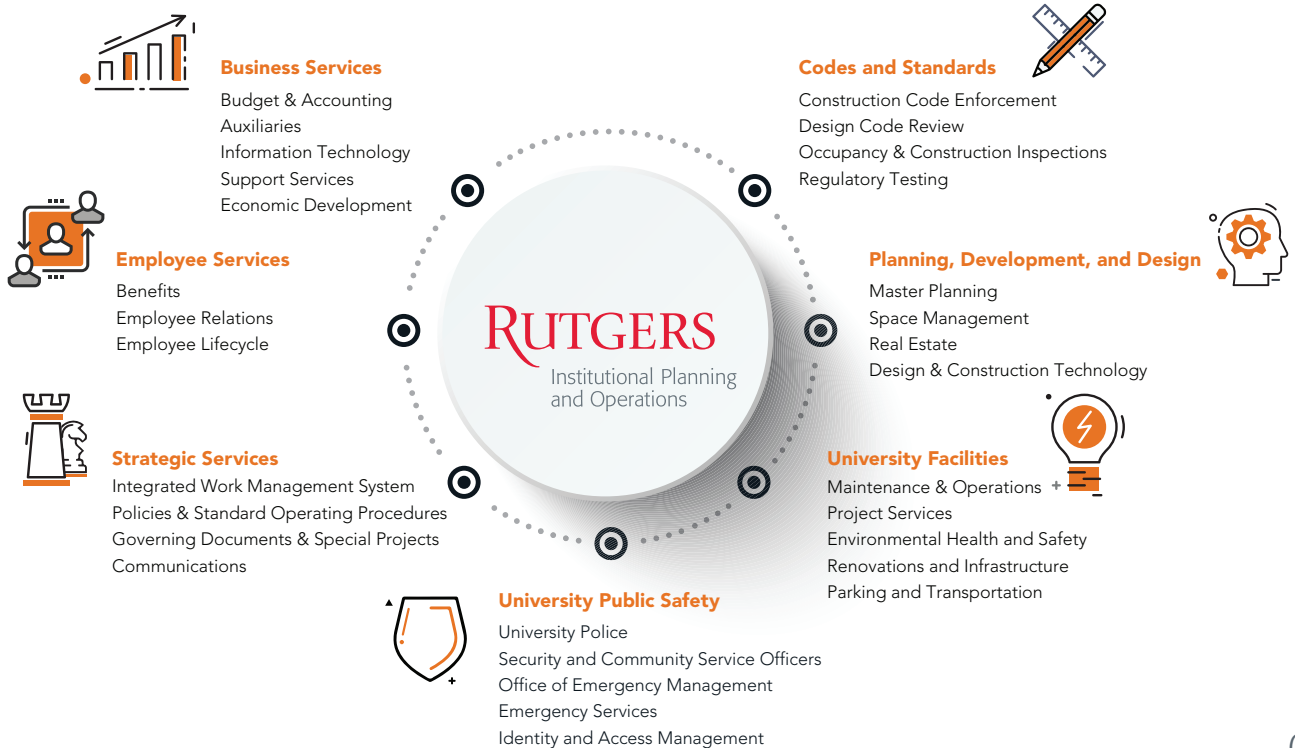 Business Services
Budget & Accounting
Auxiliaries
Information Technology
Support Services
Economic Development
Codes and Standards
Construction Code Enforcement
Design Code Review
Occupancy & Construction Inspections
Regulatory Testing
Employee Services
Benefits
Employee Relations
Employee Lifecycle
RUTGERS
Institutional Planning
and Operations
Planning, Development, and Design
Master Planning
Space Management
Real Estate
Design & Construction Technology
Strategic Services
Integrated Work Management System
Policies & Standard Operating Procedures
Governing Documents & Special Projects
Communications
University Facilities
Maintenance & Operations
Project Services
Environmental Health and Safety
Renovations and Infrastructure
Parking and Transportation
University Public Safety
University Police
Security and Community Service Officers
Office of Emergency Management
Emergency Services
Identity and Access Management